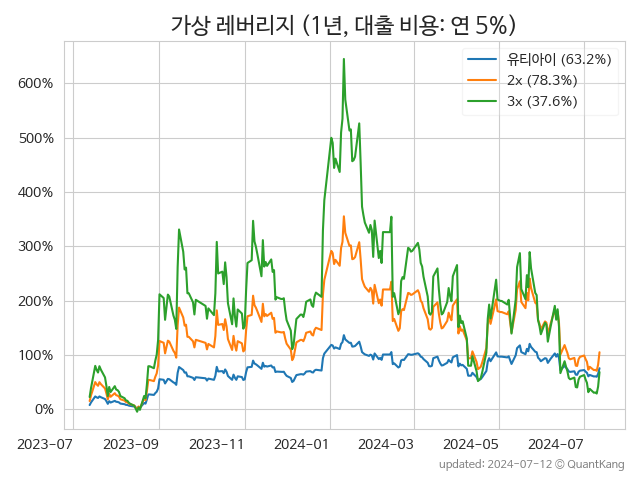 가상 레버리지 (1년, 대출 비용: 연 5%)
유티아이 (63.2%)
2x (78.3%)
3x (37.6%)
600%
500%
400%
300%
200%
100%
0%
2023-07
2023-09
2023-11
2024-01
2024-03
2024-05
2024-07
updated: 2024-07-12 © QuantKang